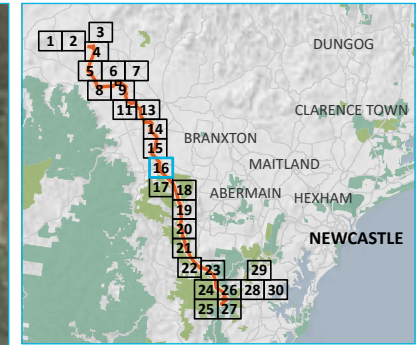 3
1 2
4
DUNGOG
5 6 7
8 9
11 13
CLARENCE TOWN
14
BRANXTON
15
MAITLAND
16
17 18
ABERMAIN HEXHAM
19
20
NEWCASTLE
21
22 23 29
24 26 28 30
25 27